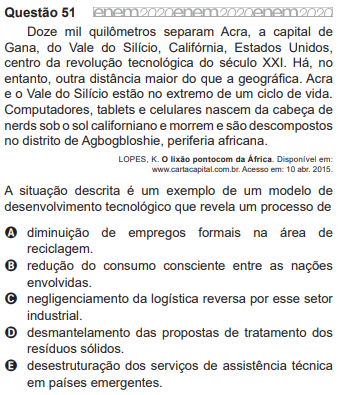 Questão 51 enem2020enem2020enem2020
Doze mil quilômetros separam Acra, a capital de
Gana, do Vale do Silício, Califórnia, Estados Unidos,
centro da revolução tecnológica do século XXI. Há, no
entanto, outra distância maior do que a geográfica. Acra
e o Vale do Silício estão no extremo de um ciclo de vida.
Computadores, tablets e celulares nascem da cabeça de
nerds sob o sol californiano e morrem e são descompostos
no distrito de Agbogbloshie, periferia africana.
LOPES, K. O lixão pontocom da África. Disponível em:
www.cartacapital.com.br. Acesso em: 10 abr. 2015.
A situação descrita é um exemplo de um modelo de
desenvolvimento tecnológico que revela um processo de
A diminuição de empregos formais na área de
reciclagem.
B redução do consumo consciente entre as nações
envolvidas.
C negligenciamento da logística reversa por esse setor
industrial.
D desmantelamento das propostas de tratamento dos
resíduos sólidos.
E desestruturação dos serviços de assistência técnica
em países emergentes.